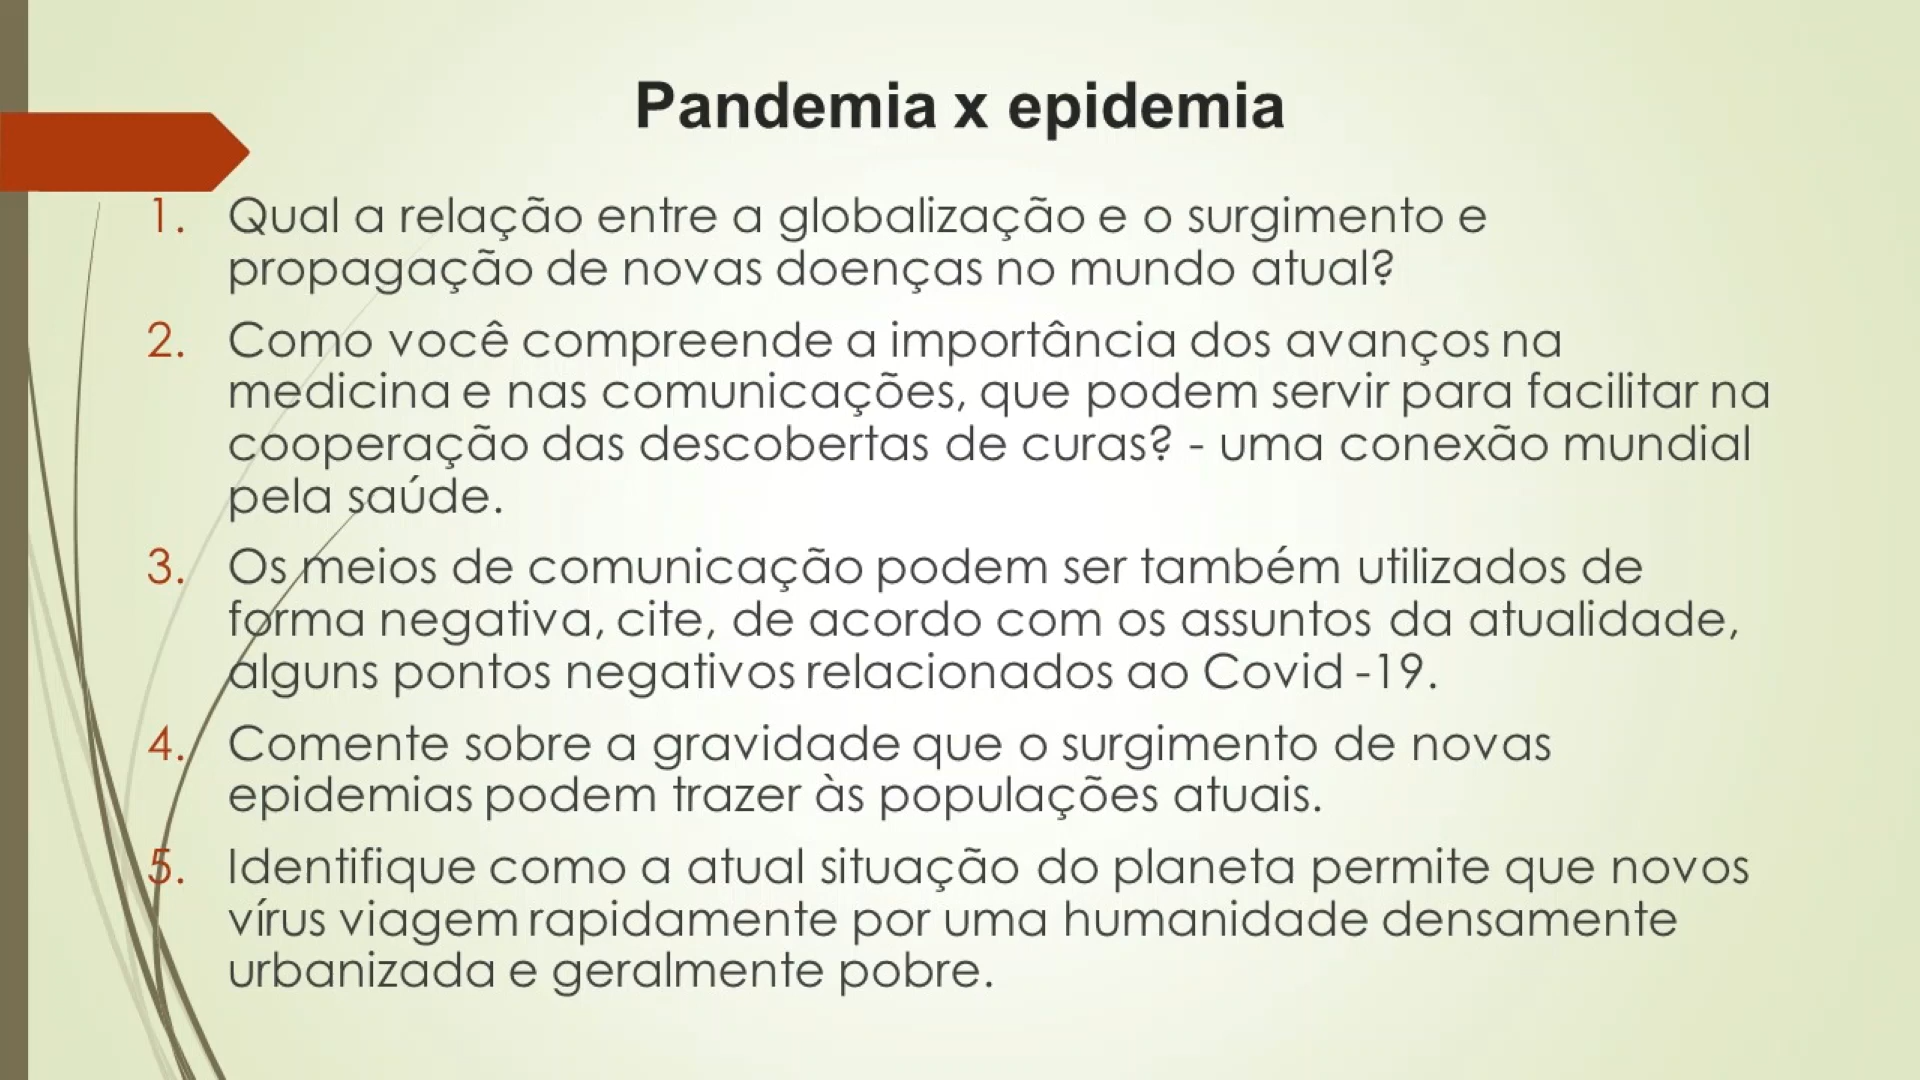 Pandemia x epidemia
1. Qual a relação entre a globalização e o surgimento e
propagação de novas doenças no mundo atual?
2. Como você compreende a importância dos avanços na
medicina e nas comunicações, que podem servir para facilitar na
cooperação das descobertas de curas? - uma conexão mundial
pela saúde.
3. Os meios de comunicação podem ser também utilizados de
forma negativa, cite, de acordo com os assuntos da atualidade,
alguns pontos negativos relacionados ao Covid -19.
4. Comente sobre a gravidade que o surgimento de novas
epidemias podem trazer às populações atuais.
5. Identifique como a atual situação do planeta permite que novos
vírus viagem rapidamente por uma humanidade densamente
urbanizada e geralmente pobre.